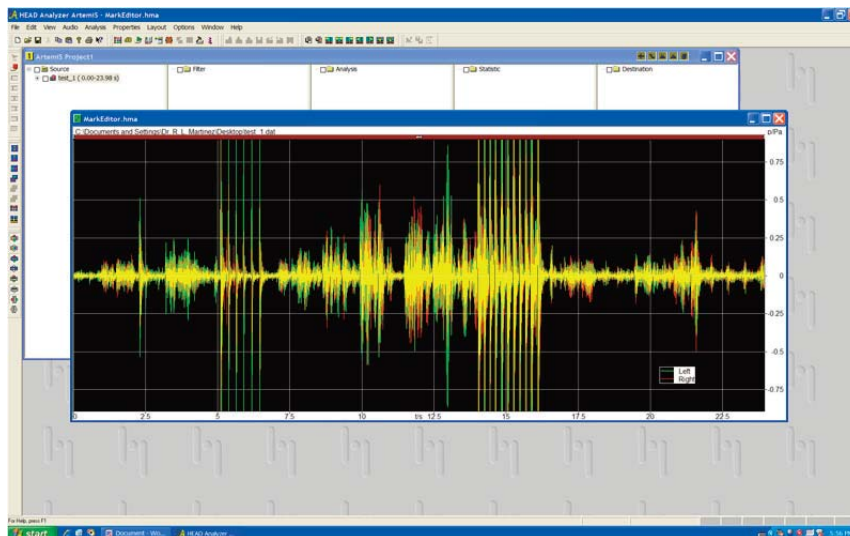 HEAD Analyzer ArtemiS - MarkEditor.hma
File Edit View Audio Analysis Properties Layout Options Window Help
ArtemiS Project1
Source
Filter
Analysis
Statistic
Destination
test_1 ( 0.00-23.98 s)
MarkEditor.hma
C:\Documents and Settings\Dr. R. L. Martinez\Desktop\test_1.dat
p/Pa
0.75
0.5
0.25
0
-0.25
-0.5
-0.75
Left
Right
0 2.5 5 7.5 10 t/s 12.5 15 17.5 20 22.5
For Help, press F1
start
Document - Wo...
HEAD Analyzer ...
5:36 PM